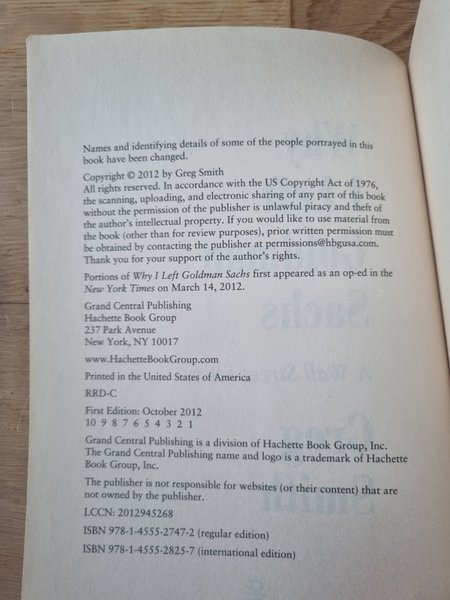 Names and identifying details of some of the people portrayed in this
book have been changed.
Copyright © 2012 by Greg Smith
All rights reserved. In accordance with the US Copyright Act of 1976,
the scanning, uploading, and electronic sharing of any part of this book
without the permission of the publisher is unlawful piracy and theft of
the author's intellectual property. If you would like to use material from
the book (other than for review purposes), prior written permission must
be obtained by contacting the publisher at permissions@hbgusa.com.
Thank you for your support of the author's rights.
Portions of Why I Left Goldman Sachs first appeared as an op-ed in the
New York Times on March 14, 2012.
Grand Central Publishing
Hachette Book Group
237 Park Avenue
New York, NY 10017
www.HachetteBookGroup.com
Printed in the United States of America
RRD-C
First Edition: October 2012
10 9 8 7 6 5 4 3 2 1
Grand Central Publishing is a division of Hachette Book Group, Inc.
The Grand Central Publishing name and logo is a trademark of Hachette
Book Group, Inc.
The publisher is not responsible for websites (or their content) that are
not owned by the publisher.
LCCN: 2012945268
ISBN 978-1-4555-2747-2 (regular edition)
ISBN 978-1-4555-2825-7 (international edition)